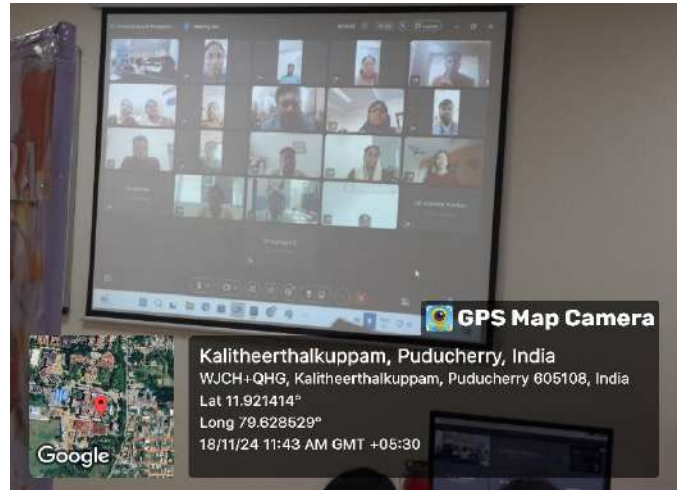 GPS Map Camera
Kalitheerthalkuppam, Puducherry, India
WJCH+QHG, Kalitheerthalkuppam, Puducherry 605108, India
Lat 11.921414°
Long 79.628529°
18/11/24 11:43 AM GMT +05:30
Google